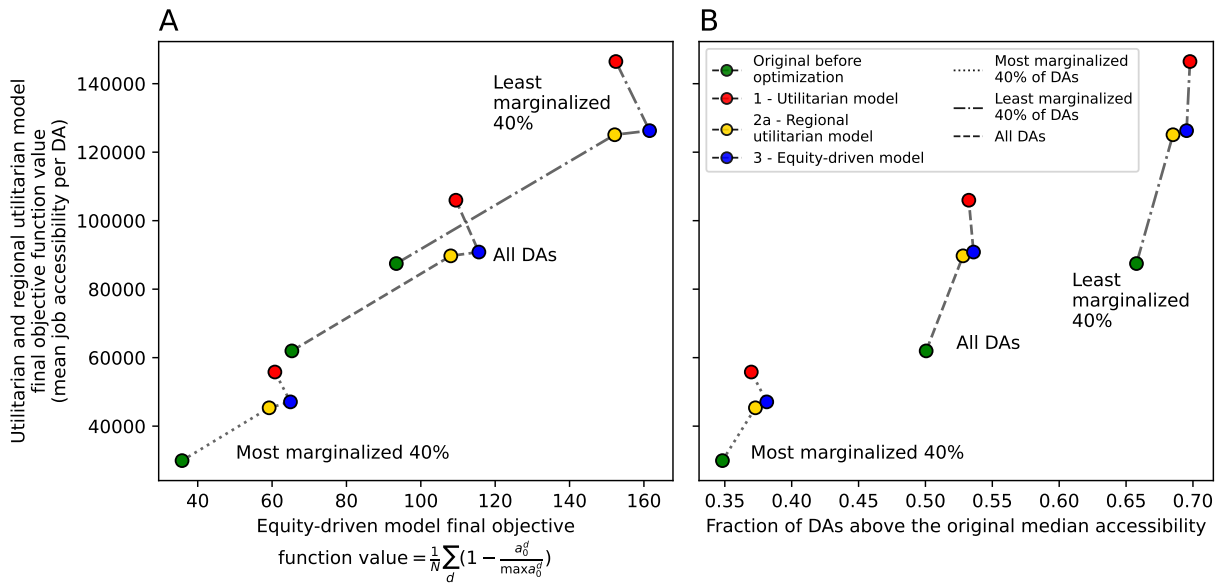 A
Utilitarian and regional utilitarian model
final objective function value
(mean job accessibility per DA)
140000
120000
100000
80000
60000
40000
Least
marginalized
40%
All DAs
Most marginalized 40%
40 60 80 100 120 140 160
Equity-driven model final objective
function value = \frac{1}{N}\sum_{d}(1 − \frac{a_0^d}{\max a_0^d})
B
Original before
optimization
1 - Utilitarian model
2a - Regional
utilitarian model
3 - Equity-driven model
Most marginalized
40% of DAs
Least marginalized
40% of DAs
All DAs
Least
marginalized
40%
All DAs
Most marginalized 40%
0.35 0.40 0.45 0.50 0.55 0.60 0.65 0.70
Fraction of DAs above the original median accessibility